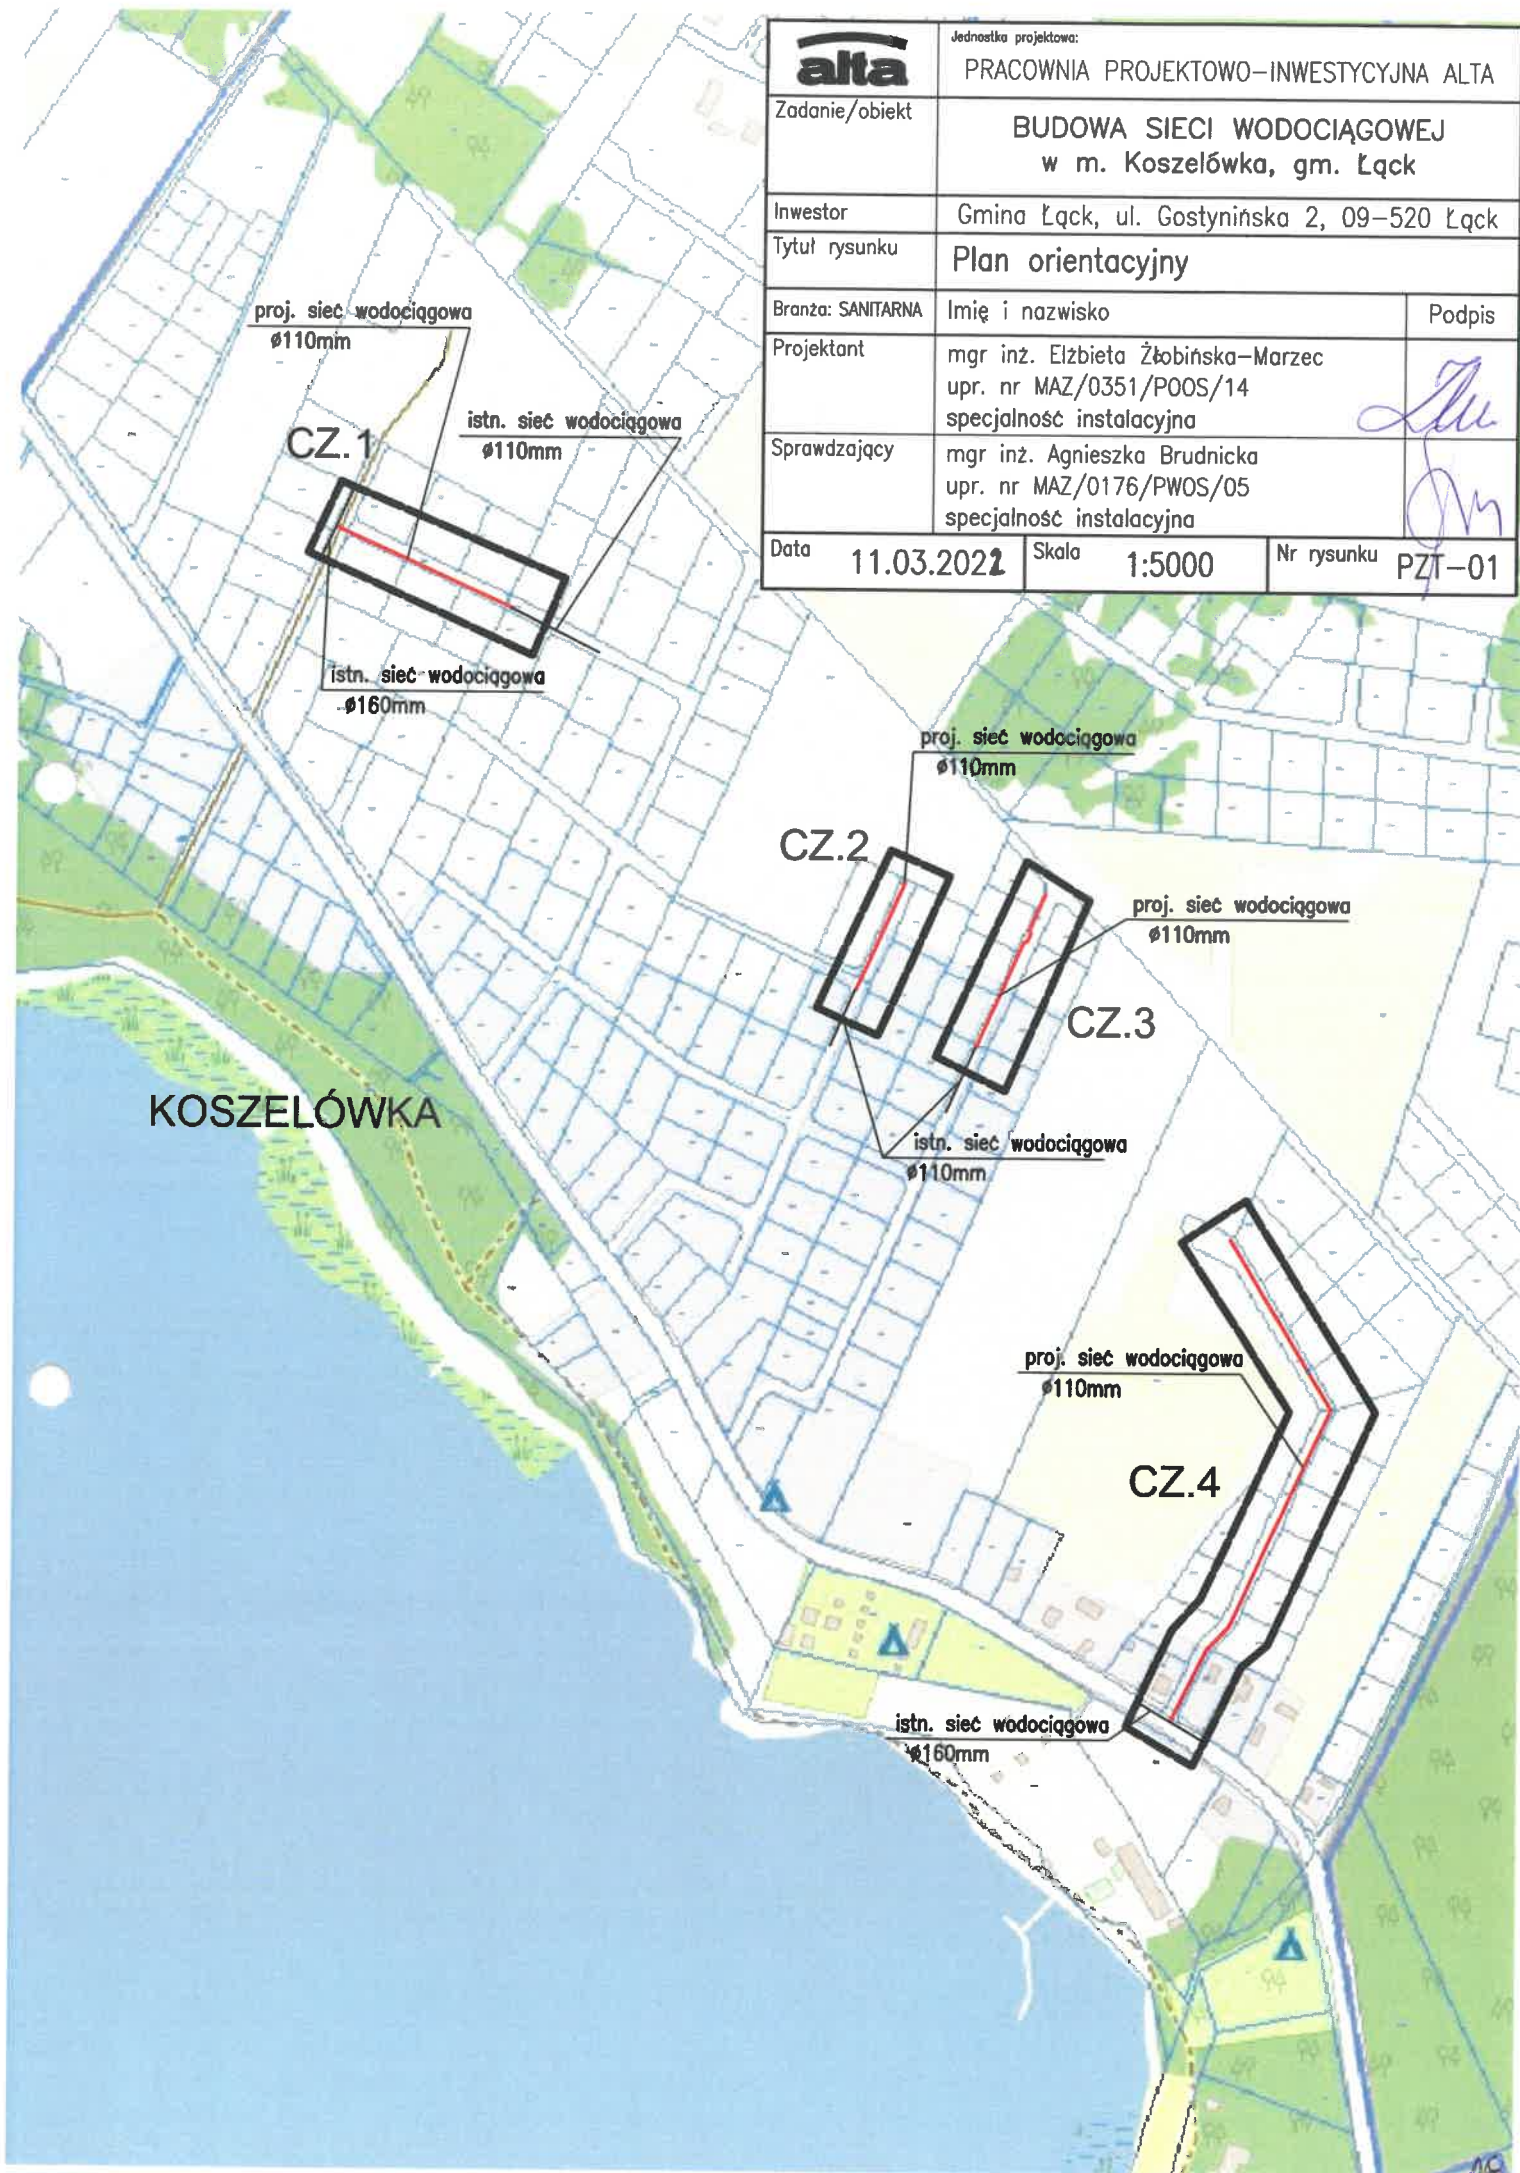 alta
Jednostka projektowa:
PRACOWNIA PROJEKTOWO-INWESTYCYJNA ALTA
Zadanie/obiekt
BUDOWA SIECI WODOCIĄGOWEJ
w m. Koszelówka, gm. Łąck
Inwestor
Gmina Łąck, ul. Gostynińska 2, 09-520 Łąck
Tytuł rysunku
Plan orientacyjny
Branża: SANITARNA
Imię i nazwisko
Podpis
Projektant
mgr inż. Elżbieta Żłobińska-Marzec
upr. nr MAZ/0351/POOS/14
specjalność instalacyjna
Sprawdzający
mgr inż. Agnieszka Brudnicka
upr. nr MAZ/0176/PWOS/05
specjalność instalacyjna
Data
11.03.2022
Skala
1:5000
Nr rysunku
PZT-01
proj. sieć wodociągowa
ø110mm
CZ.1
istn. sieć wodociągowa
ø110mm
istn. sieć wodociągowa
ø160mm
proj. sieć wodociągowa
ø110mm
CZ.2
proj. sieć wodociągowa
ø110mm
CZ.3
KOSZELÓWKA
istn. sieć wodociągowa
ø110mm
proj. sieć wodociągowa
ø110mm
CZ.4
istn. sieć wodociągowa
ø160mm